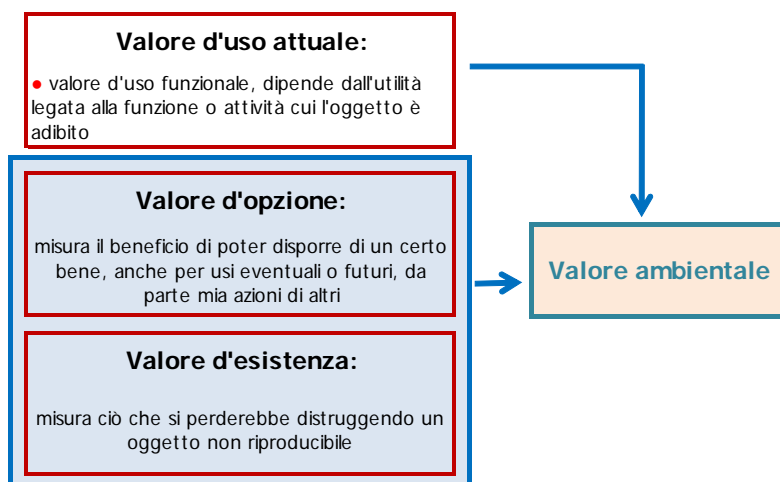 Valore d'uso attuale:
● valore d'uso funzionale, dipende dall'utilità
legata alla funzione o attività cui l'oggetto è
adibito
Valore d'opzione:
misura il beneficio di poter disporre di un certo
bene, anche per usi eventuali o futuri, da
parte mia azioni di altri
Valore ambientale
Valore d'esistenza:
misura ciò che si perderebbe distruggendo un
oggetto non riproducibile